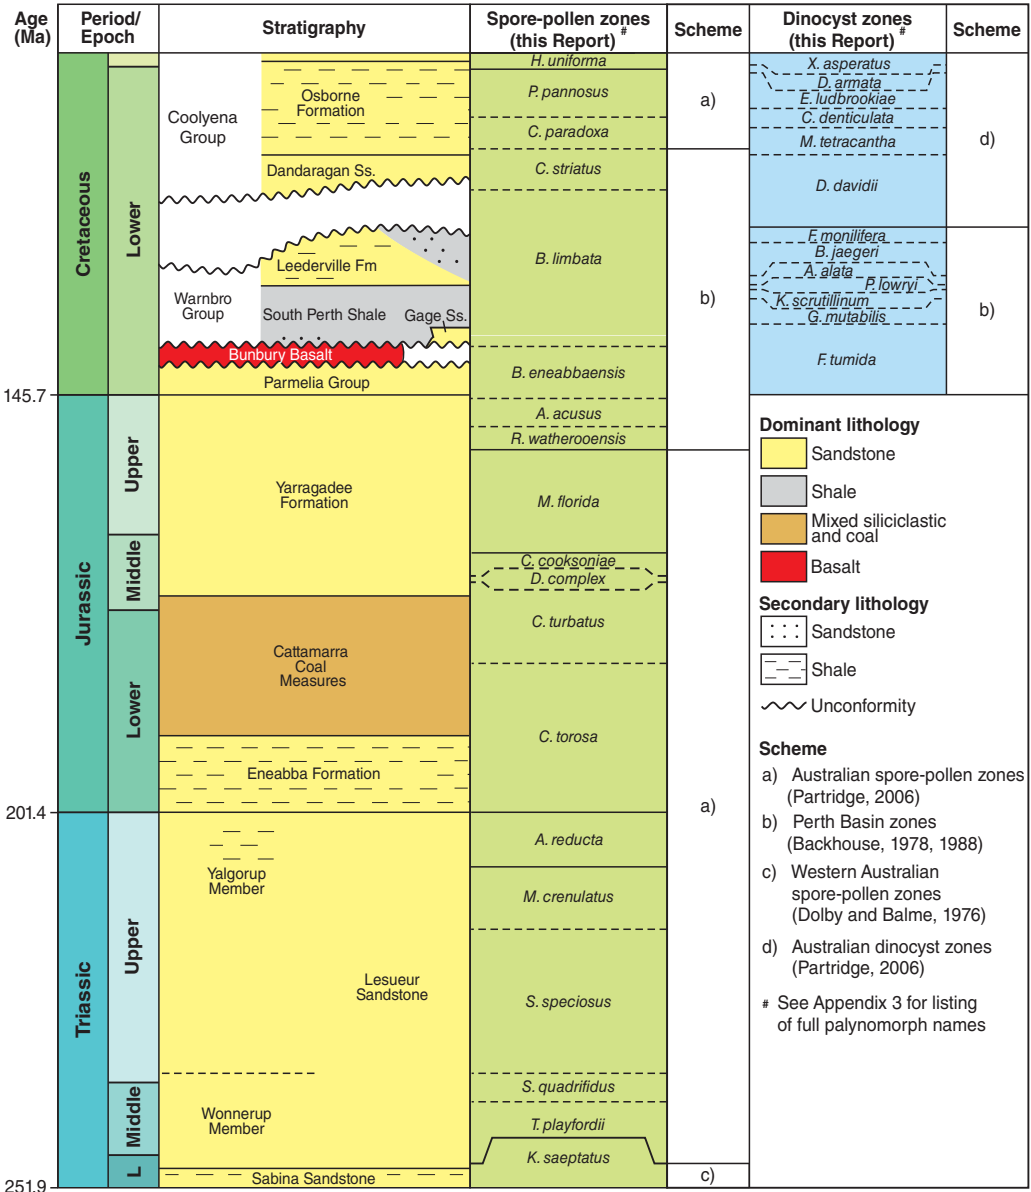 Age
(Ma)
Period/
Epoch
Stratigraphy
Spore-pollen zones
(this Report) #
Scheme
Dinocyst zones
(this Report) #
Scheme
145.7
201.4
251.9
Cretaceous
Lower
Jurassic
Upper
Middle
Lower
Triassic
Upper
Middle
L
Coolyena
Group
Osborne
Formation
Dandaragan Ss.
Leederville Fm
Warnbro
Group
South Perth Shale
Gage Ss.
Bunbury Basalt
Parmelia Group
Yarragadee
Formation
Cattamarra
Coal
Measures
Eneabba Formation
Yalgorup
Member
Lesueur
Sandstone
Wonnerup
Member
Sabina Sandstone
H. uniforma
P. pannosus
C. paradoxa
C. striatus
B. limbata
B. eneabbaensis
A. acusus
R. watherooensis
M. florida
C. cooksoniae
D. complex
C. turbatus
C. torosa
A. reducta
M. crenulatus
S. speciosus
S. quadrifidus
T. playfordii
K. saeptatus
a)
b)
a)
c)
X. asperatus
D. armata
E. ludbrookiae
C. denticulata
M. tetracantha
D. davidii
F. monilifera
B. jaegeri
A. alata
P. lowryi
K. scrutillinum
G. mutabilis
F. tumida
d)
b)
Dominant lithology
Sandstone
Shale
Mixed siliciclastic
and coal
Basalt
Secondary lithology
Sandstone
Shale
Unconformity
Scheme
a) Australian spore-pollen zones
(Partridge, 2006)
b) Perth Basin zones
(Backhouse, 1978, 1988)
c) Western Australian
spore-pollen zones
(Dolby and Balme, 1976)
d) Australian dinocyst zones
(Partridge, 2006)
# See Appendix 3 for listing
of full palynomorph names